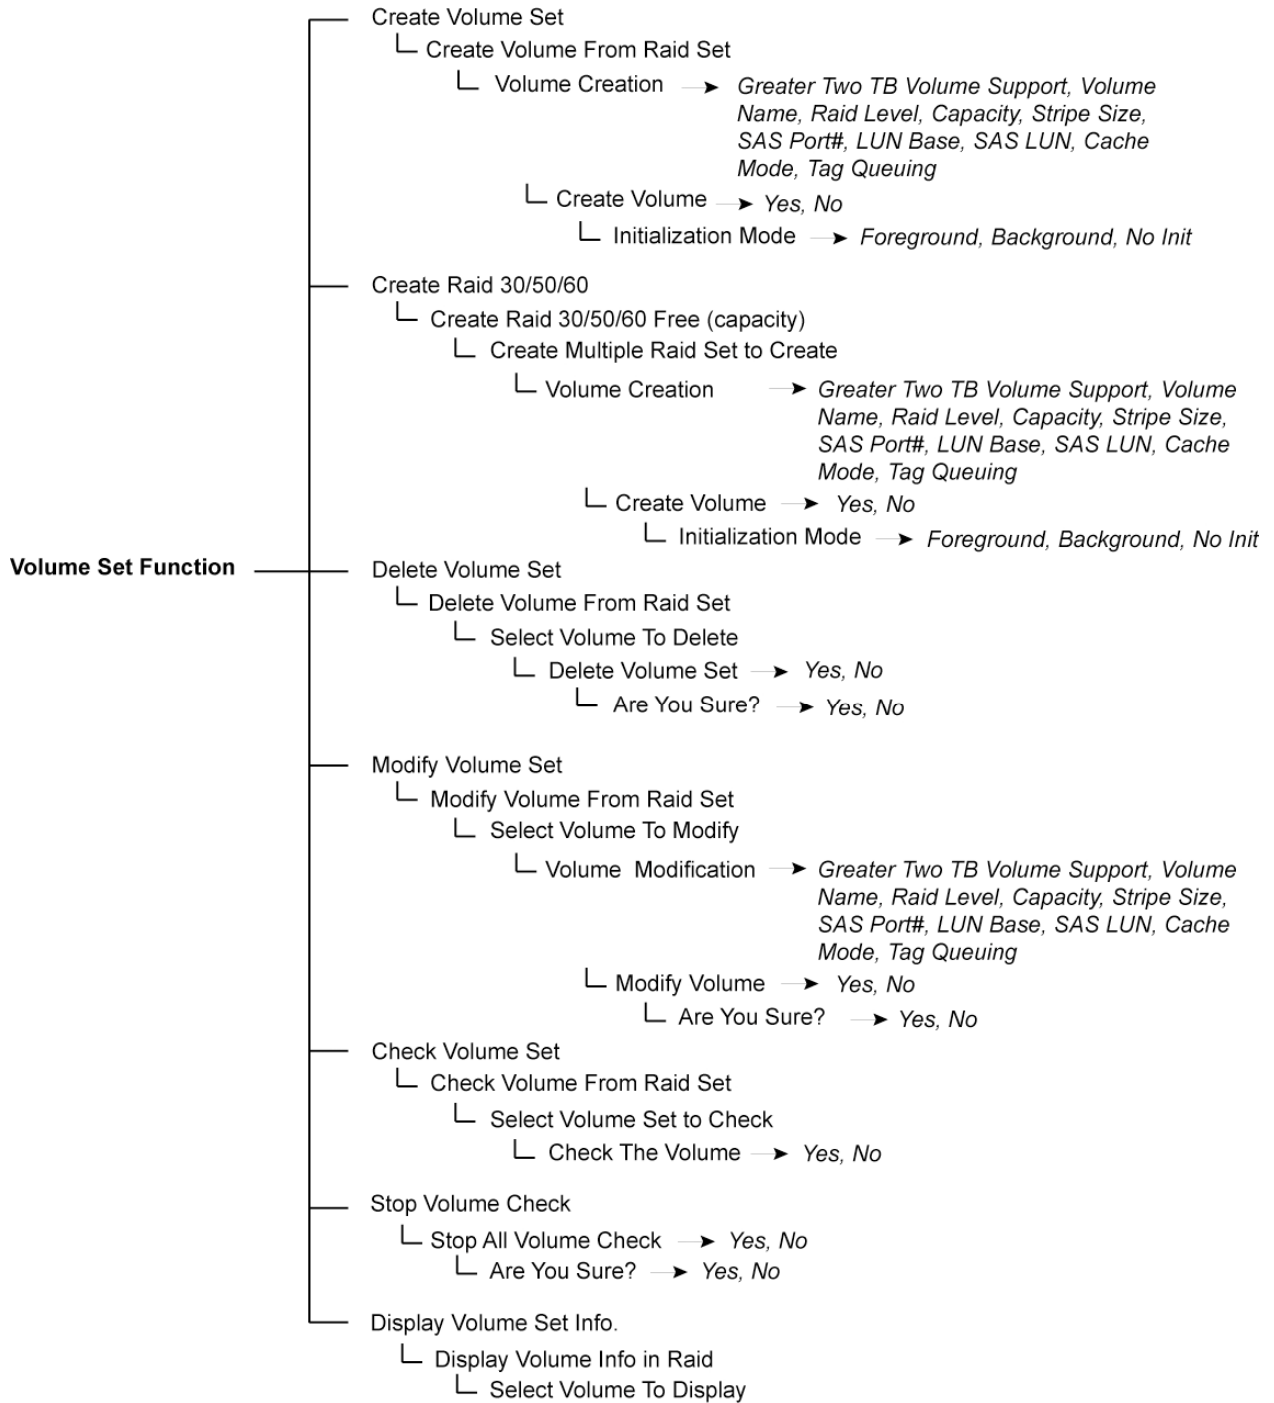 Create Volume Set
Create Volume From Raid Set
Volume Creation
Greater Two TB Volume Support, Volume
Name, Raid Level, Capacity, Stripe Size,
SAS Port#, LUN Base, SAS LUN, Cache
Mode, Tag Queuing
Create Volume
Yes, No
Initialization Mode
Foreground, Background, No Init
Create Raid 30/50/60
Create Raid 30/50/60 Free (capacity)
Create Multiple Raid Set to Create
Volume Creation
Greater Two TB Volume Support, Volume
Name, Raid Level, Capacity, Stripe Size,
SAS Port#, LUN Base, SAS LUN, Cache
Mode, Tag Queuing
Create Volume
Yes, No
Initialization Mode
Foreground, Background, No Init
Volume Set Function
Delete Volume Set
Delete Volume From Raid Set
Select Volume To Delete
Delete Volume Set
Yes, No
Are You Sure?
Yes, No
Modify Volume Set
Modify Volume From Raid Set
Select Volume To Modify
Volume Modification
Greater Two TB Volume Support, Volume
Name, Raid Level, Capacity, Stripe Size,
SAS Port#, LUN Base, SAS LUN, Cache
Mode, Tag Queuing
Modify Volume
Yes, No
Are You Sure?
Yes, No
Check Volume Set
Check Volume From Raid Set
Select Volume Set to Check
Check The Volume
Yes, No
Stop Volume Check
Stop All Volume Check
Yes, No
Are You Sure?
Yes, No
Display Volume Set Info.
Display Volume Info in Raid
Select Volume To Display